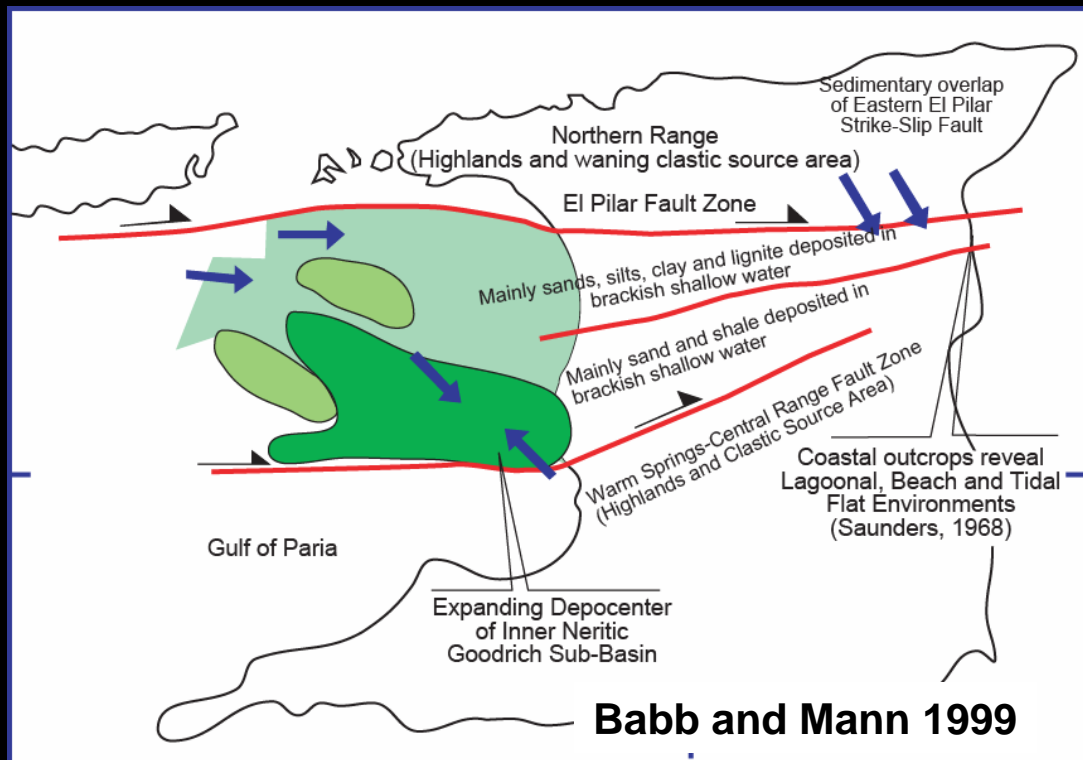 Sedimentary overlap
of Eastern El Pilar
Strike-Slip Fault
Northern Range
(Highlands and waning clastic source area)
El Pilar Fault Zone
Mainly sands, silts, clay and lignite deposited in
brackish shallow water
Mainly sand and shale deposited in
brackish shallow water
Warm Springs-Central Range Fault Zone
(Highlands and Clastic Source Area)
Coastal outcrops reveal
Lagoonal, Beach and Tidal
Flat Environments
(Saunders, 1968)
Gulf of Paria
Expanding Depocenter
of Inner Neritic
Goodrich Sub-Basin
Babb and Mann 1999